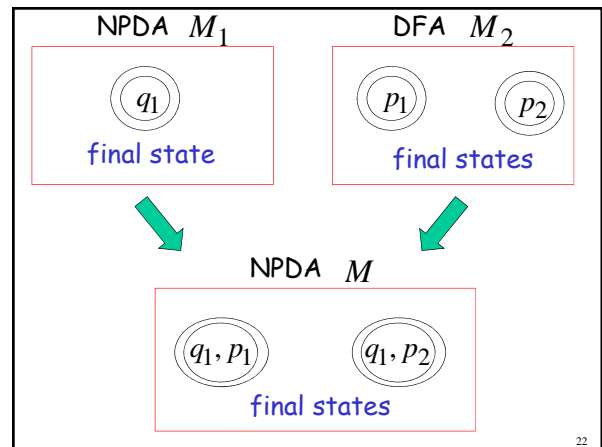 NPDA M₁ DFA M₂
q₁ p₁ p₂
final state final states
NPDA M
q₁, p₁ q₁, p₂
final states
22